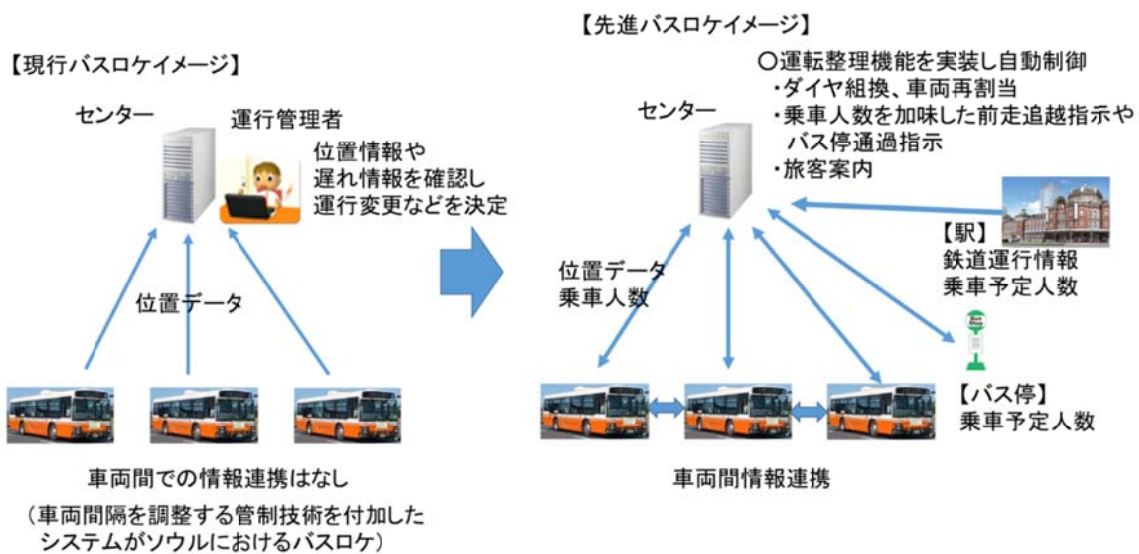 【現行バスロケイメージ】
センター
運行管理者
位置情報や
遅れ情報を確認し
運行変更などを決定
位置データ
車両間での情報連携はなし
（車両間隔を調整する管制技術を付加した
システムがソウルにおけるバスロケ）
【先進バスロケイメージ】
〇運転整理機能を実装し自動制御
・ダイヤ組換、車両再割当
・乗車人数を加味した前走追越指示や
バス停通過指示
・旅客案内
センター
【駅】
鉄道運行情報
乗車予定人数
位置データ
乗車人数
Bus
Stop
【バス停】
乗車予定人数
車両間情報連携